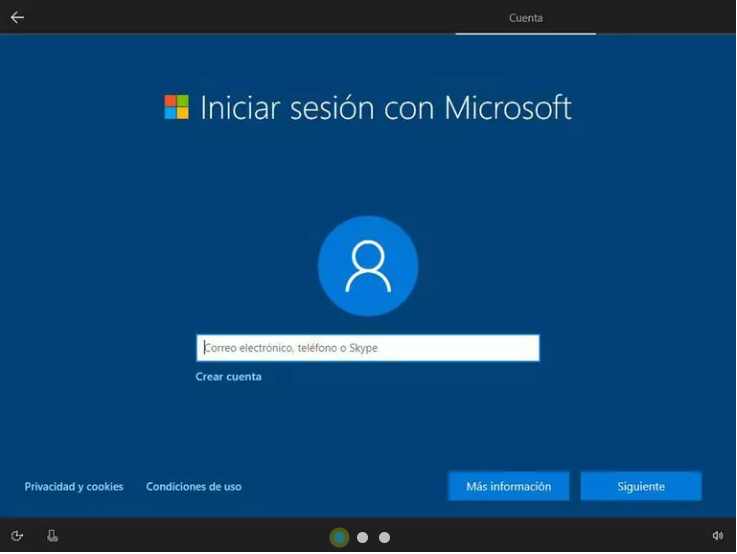 Cuenta
Iniciar sesión con Microsoft
Correo electrónico, teléfono o Skype
Crear cuenta
Privacidad y cookies
Condiciones de uso
Más información
Siguiente